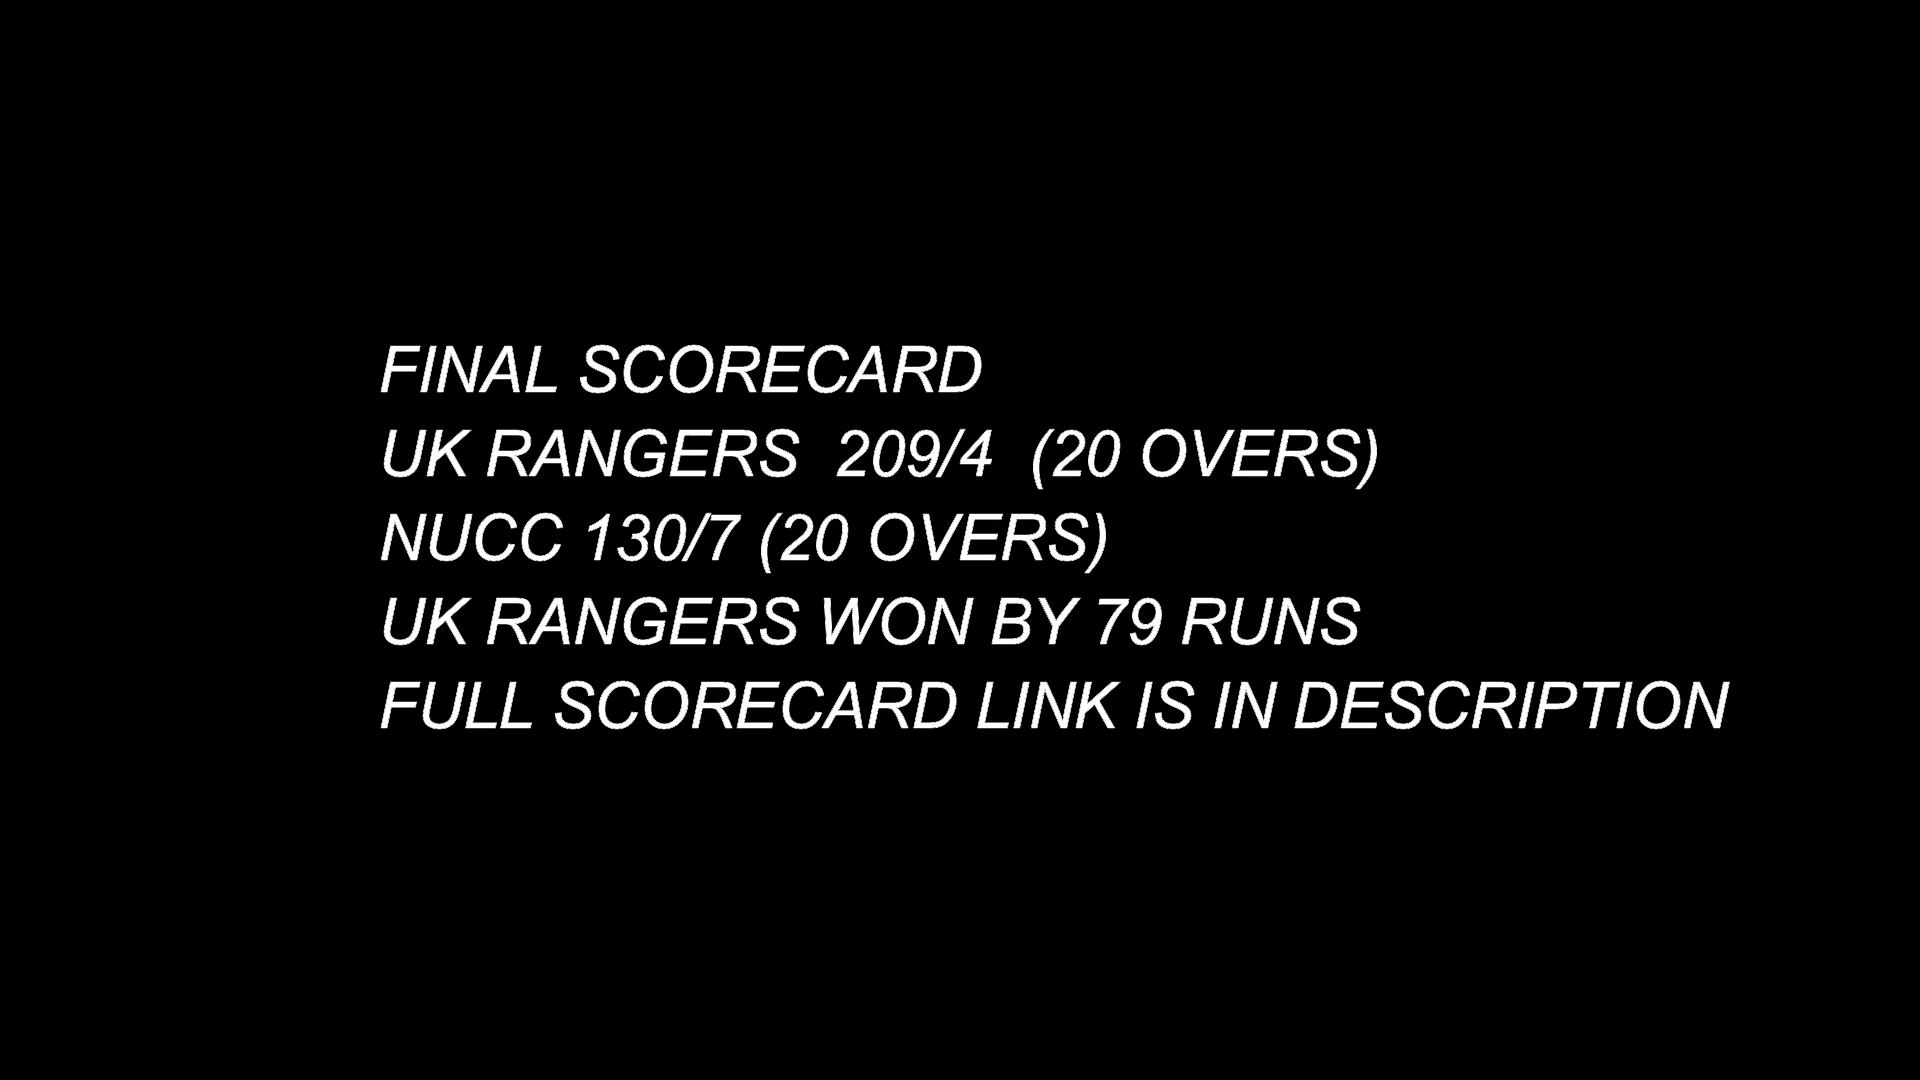 FINAL SCORECARD
UK RANGERS  209/4  (20 OVERS)
NUCC 130/7 (20 OVERS)
UK RANGERS WON BY 79 RUNS
FULL SCORECARD LINK IS IN DESCRIPTION